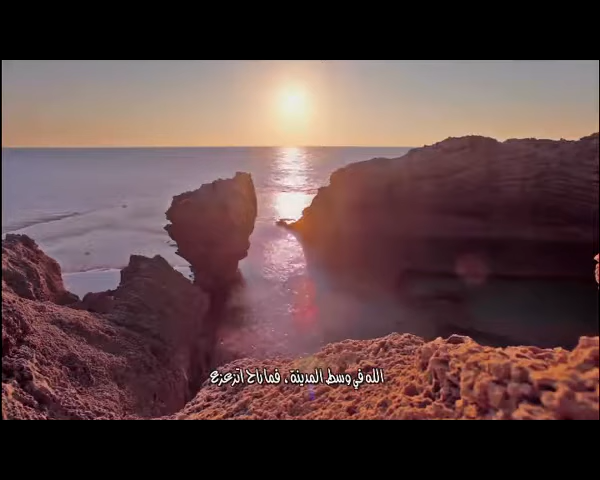 الله في وسط المدينة ، فما راح اتزعزع